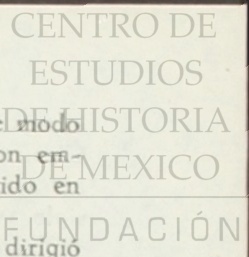 CENTRO DE
ESTUDIOS
DE HISTORIA
modo
DE MEXICO
on em-
ido en
FUNDACIÓN
dirigió